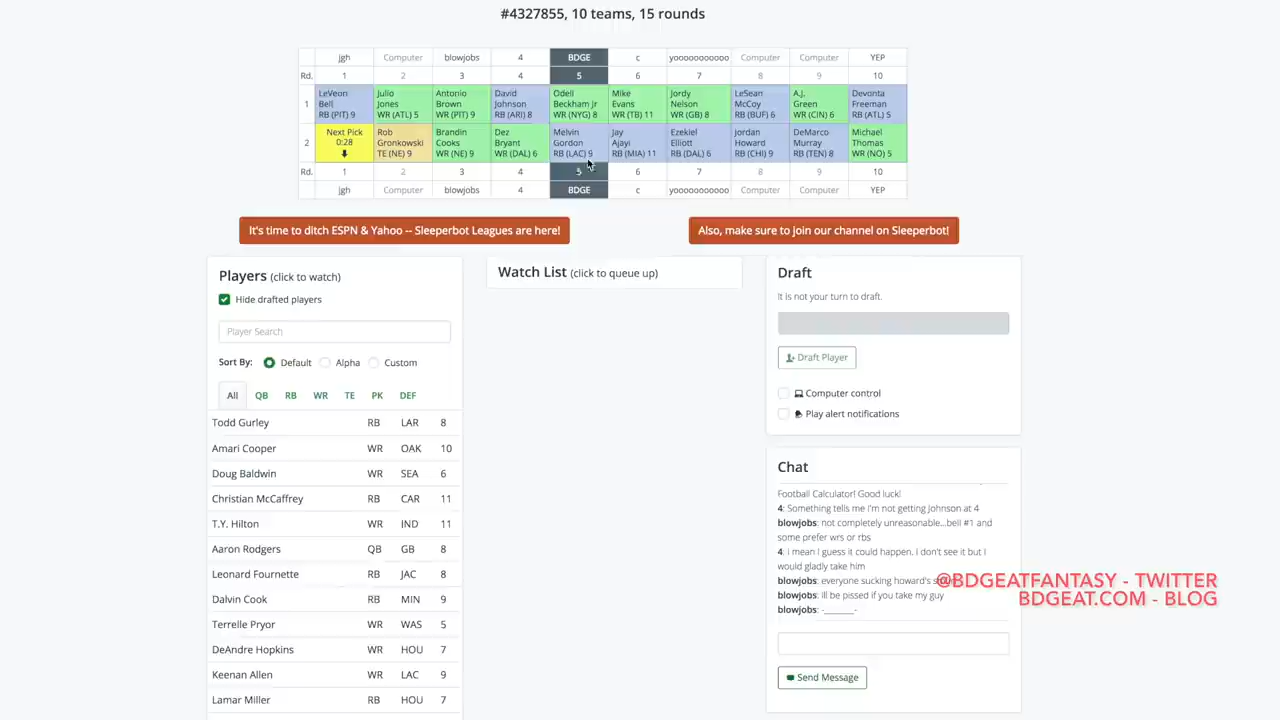 #4327855, 10 teams, 15 rounds
jgh Computer blowjobs 4 BDGE c yooooooooooo Computer Computer YEP
Rd. 1 2 3 4 5 6 7 8 9 10
1
LeVeon Bell RB (PIT) 9
Julio Jones WR (ATL) 5
Antonio Brown WR (PIT) 9
David Johnson RB (ARI) 8
Odell Beckham Jr WR (NYG) 8
Mike Evans WR (TB) 11
Jordy Nelson WR (GB) 8
LeSean McCoy RB (BUF) 6
A.J. Green WR (CIN) 6
Devonta Freeman RB (ATL) 5
2
Next Pick 0:28
Rob Gronkowski TE (NE) 9
Brandin Cooks WR (NE) 9
Dez Bryant WR (DAL) 6
Melvin Gordon RB (LAC) 9
Jay Ajayi RB (MIA) 11
Ezekiel Elliott RB (DAL) 6
Jordan Howard RB (CHI) 9
DeMarco Murray RB (TEN) 8
Michael Thomas WR (NO) 5
Rd. 1 2 3 4 5 6 7 8 9 10
jgh Computer blowjobs 4 BDGE c yooooooooooo Computer Computer YEP
It's time to ditch ESPN & Yahoo -- Sleeperbot Leagues are here!
Also, make sure to join our channel on Sleeperbot!
Players (click to watch)
Hide drafted players
Player Search
Sort By: Default Alpha Custom
All QB RB WR TE PK DEF
Todd Gurley RB LAR 8
Amari Cooper WR OAK 10
Doug Baldwin WR SEA 6
Christian McCaffrey RB CAR 11
T.Y. Hilton WR IND 11
Aaron Rodgers QB GB 8
Leonard Fournette RB JAC 8
Dalvin Cook RB MIN 9
Terrelle Pryor WR WAS 5
DeAndre Hopkins WR HOU 7
Keenan Allen WR LAC 9
Lamar Miller RB HOU 7
Watch List (click to queue up)
Draft
It is not your turn to draft.
Draft Player
Computer control
Play alert notifications
Chat
Football Calculator! Good luck!
4: Something tells me i'm not getting Johnson at 4
blowjobs: not completely unreasonable...bell #1 and
some prefer wrs or rbs
4: i mean I guess it could happen. I don't see it but I
would gladly take him
blowjobs: everyone sucking howard's
blowjobs: ill be pissed if you take my guy
blowjobs: -_______-
Send Message
@BDGEATFANTASY - TWITTER
BDGEAT.COM - BLOG